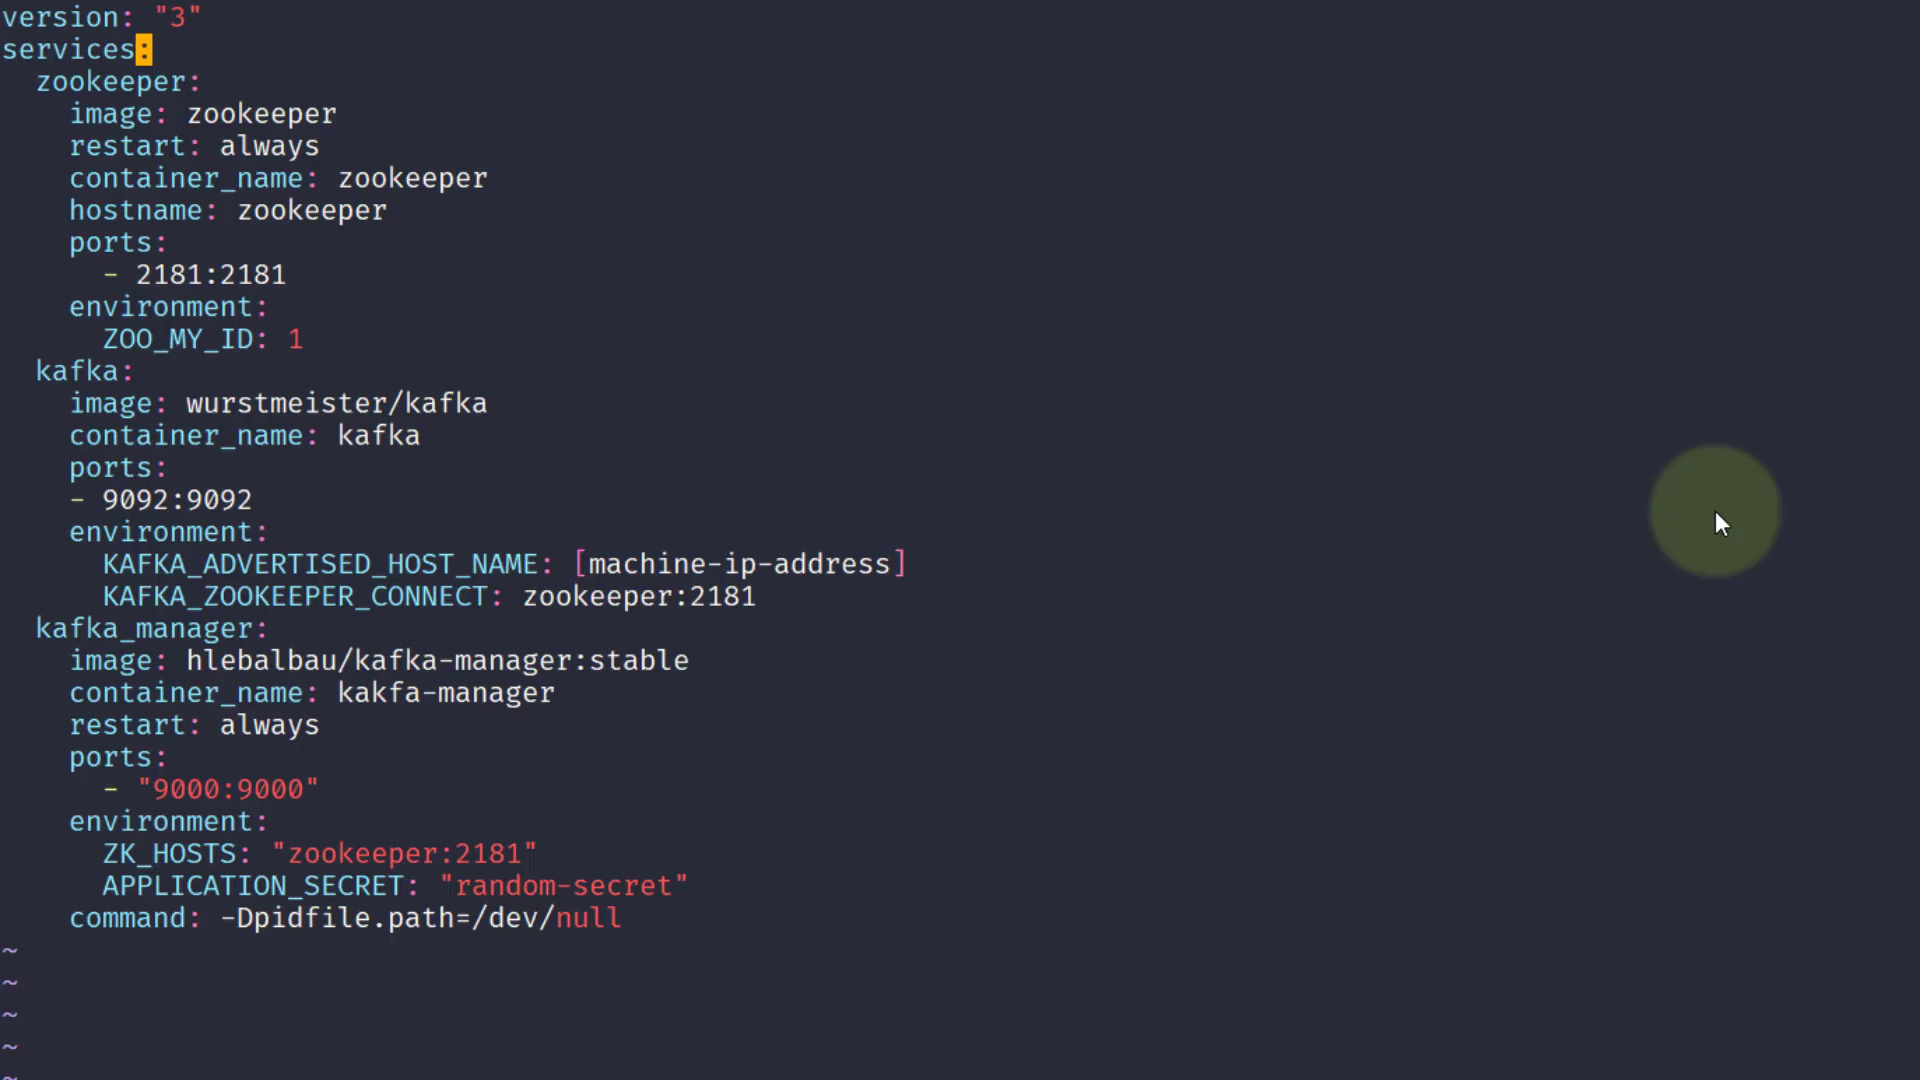 version: "3"
services:
  zookeeper:
    image: zookeeper
    restart: always
    container_name: zookeeper
    hostname: zookeeper
    ports:
      - 2181:2181
    environment:
      ZOO_MY_ID: 1
  kafka:
    image: wurstmeister/kafka
    container_name: kafka
    ports:
    - 9092:9092
    environment:
      KAFKA_ADVERTISED_HOST_NAME: [machine-ip-address]
      KAFKA_ZOOKEEPER_CONNECT: zookeeper:2181
  kafka_manager:
    image: hlebalbau/kafka-manager:stable
    container_name: kakfa-manager
    restart: always
    ports:
      - "9000:9000"
    environment:
      ZK_HOSTS: "zookeeper:2181"
      APPLICATION_SECRET: "random-secret"
    command: -Dpidfile.path=/dev/null
~
~
~
~
~